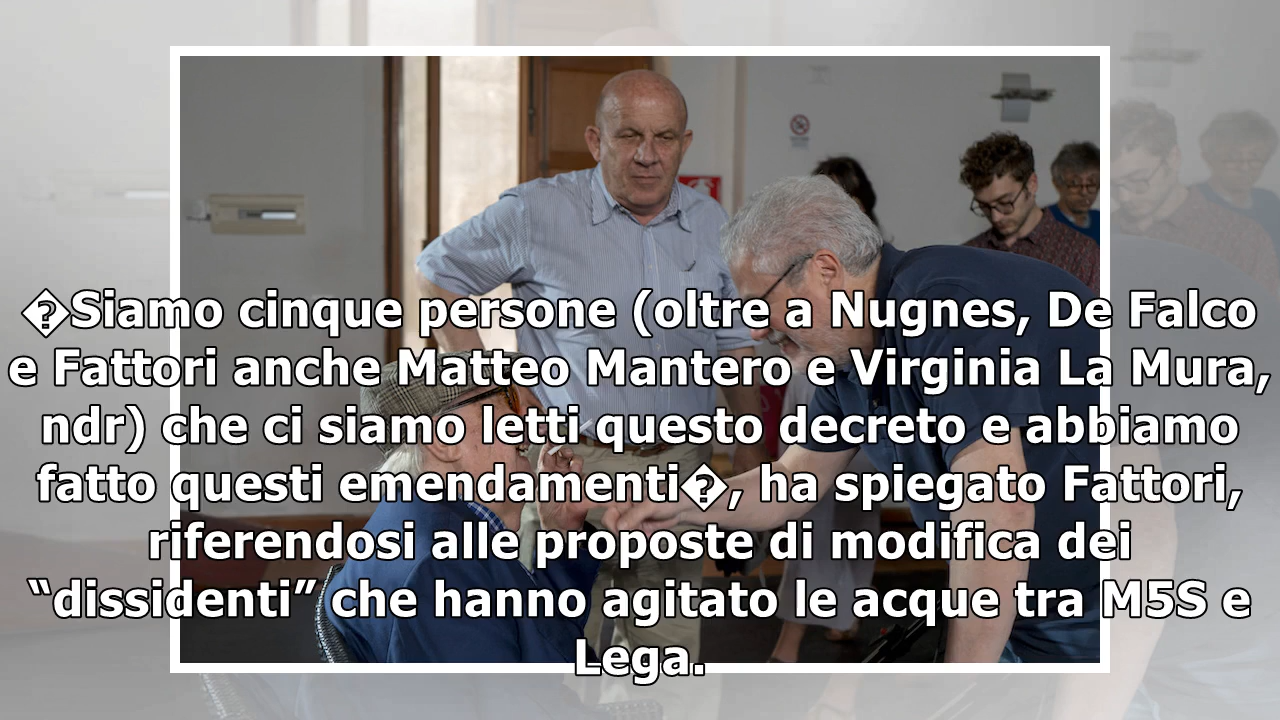 �Siamo cinque persone (oltre a Nugnes, De Falco
e Fattori anche Matteo Mantero e Virginia La Mura,
ndr) che ci siamo letti questo decreto e abbiamo
fatto questi emendamenti�, ha spiegato Fattori,
riferendosi alle proposte di modifica dei
“dissidenti” che hanno agitato le acque tra M5S e
Lega.